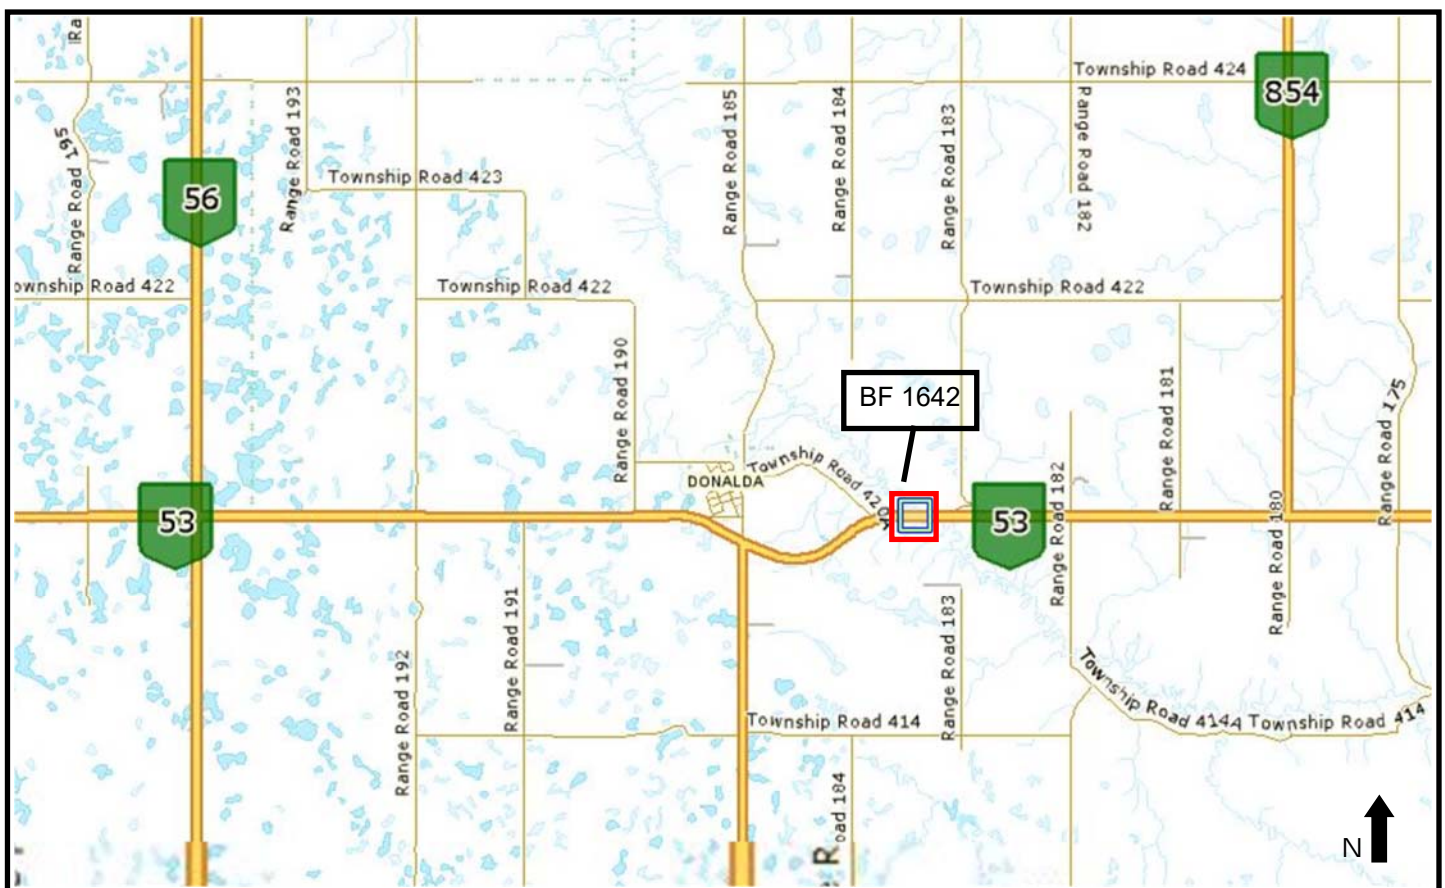 Ra
Township Road 424
854
Range Road 193
Range Road 185
Range Road 184
Range Road 183
Range Road 182
Range Road 195
56
Township Road 423
ownship Road 422
Township Road 422
Township Road 422
Range Road 190
BF 1642
Range Road 181
Range Road 175
Township Road 420A
DONALDA
53
53
Range Road 182
Range Road 180
Range Road 191
Range Road 183
Range Road 192
Township Road 414
Township Road 414A
Township Road 414
oad 184
R
N